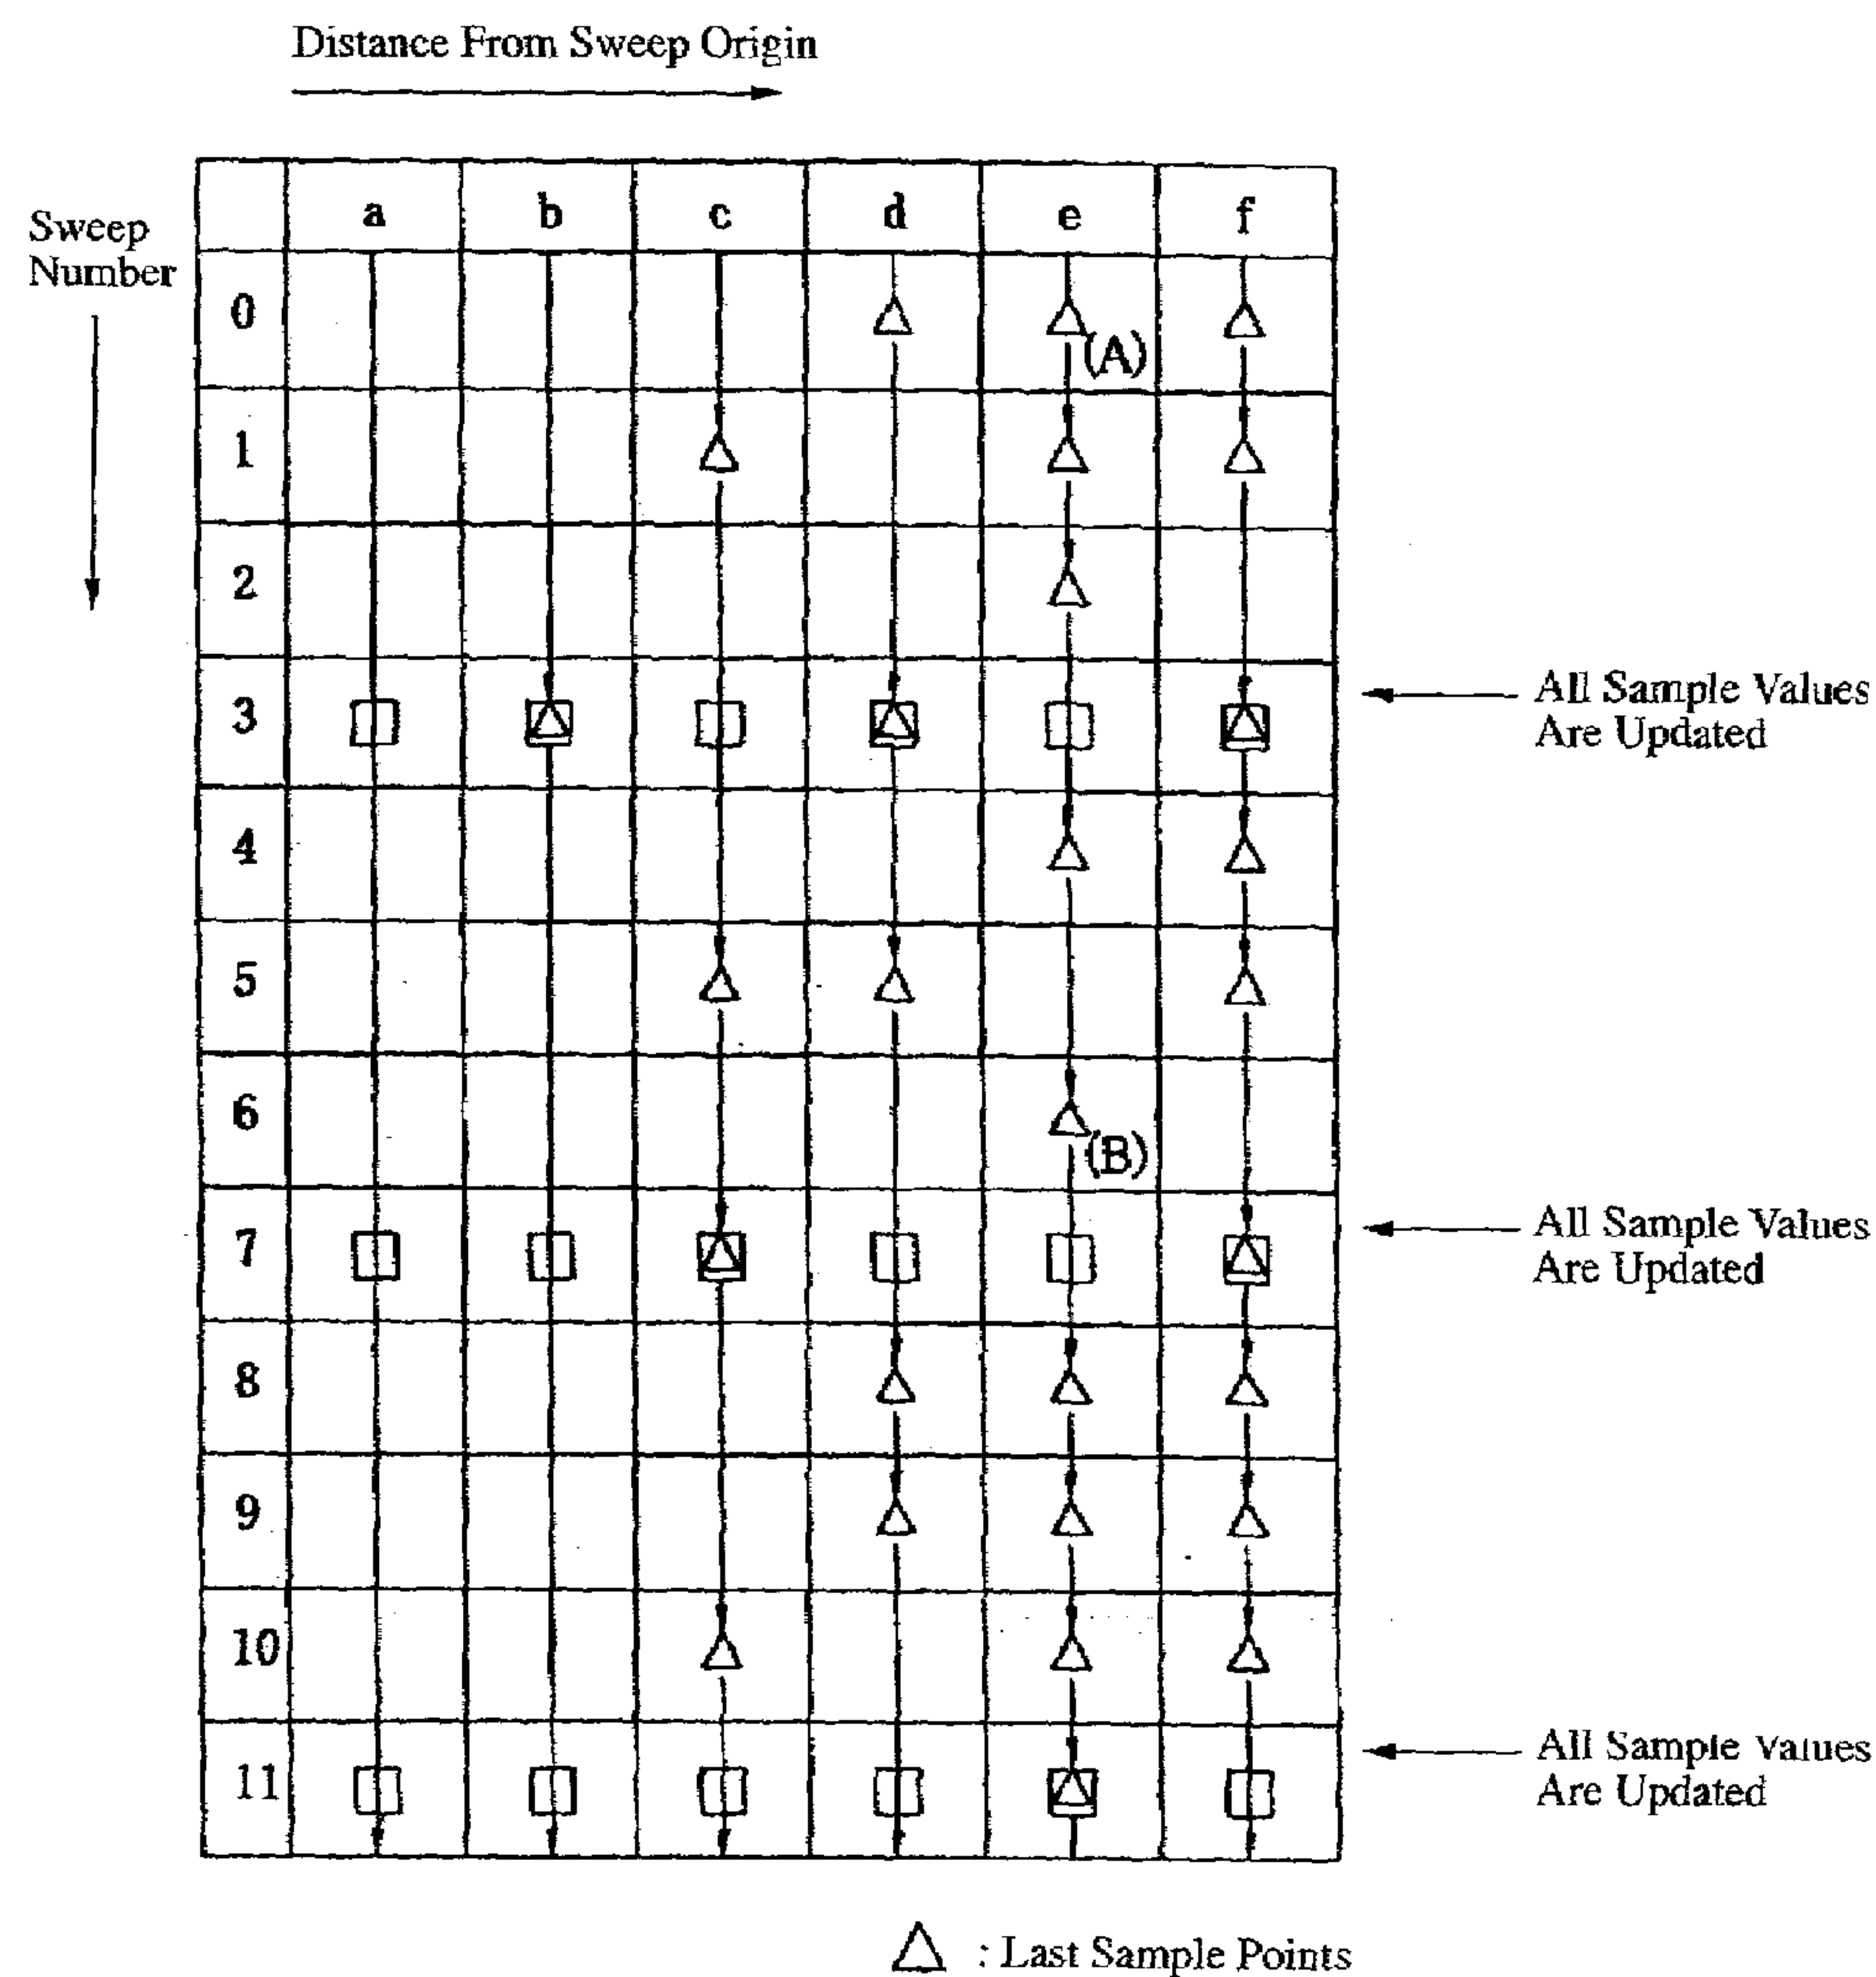 Distance From Sweep Origin
Sweep
Number
a b c d e f
0
(A)
1
2
3
All Sample Values
Are Updated
4
5
6
(B)
7
All Sample Values
Are Updated
8
9
10
11
All Sample Values
Are Updated
: Last Sample Points